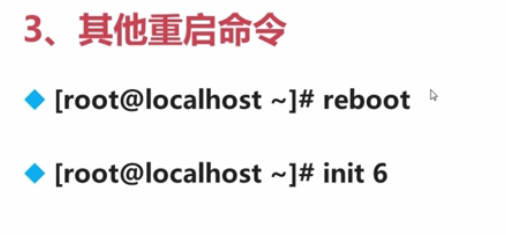 3、其他重启命令
[root@localhost ~]# reboot
[root@localhost ~]# init 6